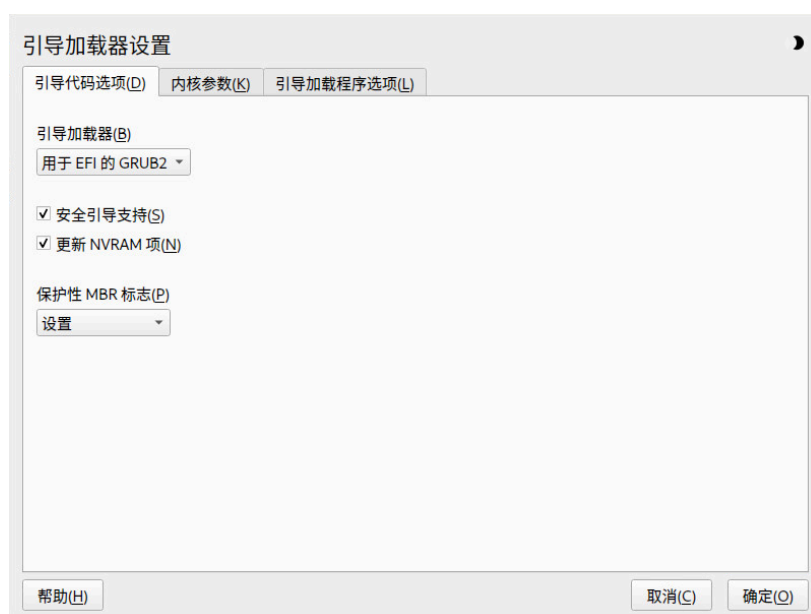 引导加载器设置
引导代码选项(D) 内核参数(K) 引导加载程序选项(L)
引导加载器(B)
用于 EFI 的 GRUB2
安全引导支持(S)
更新 NVRAM 项(N)
保护性 MBR 标志(P)
设置
帮助(H) 取消(C) 确定(O)